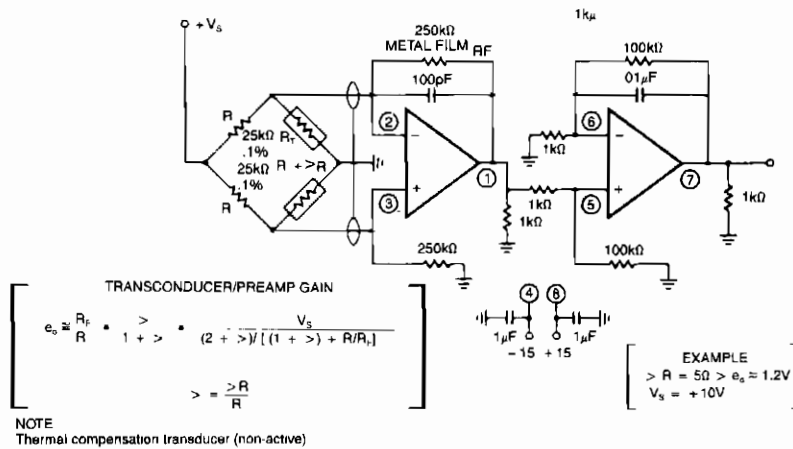 +Vs
250kΩ
METAL FILM RF
100pF
1kμ
100kΩ
01μF
R
25kΩ
.1%
25kΩ
.1%
R
RT
R + >R
2
−
3
+
1
6
−
5
+
7
1kΩ
1kΩ
1kΩ
1kΩ
250kΩ
100kΩ
TRANSCONDUCER/PREAMP GAIN
eo ≅ RF/R • >/1 + > • VS/(2 + >)/[(1 + >) + R/RF]
> = >R/R
4 8
1μF 1μF
−15 +15
EXAMPLE
> R = 5Ω > eo ≈ 1.2V
VS = +10V
NOTE
Thermal compensation transducer (non-active)